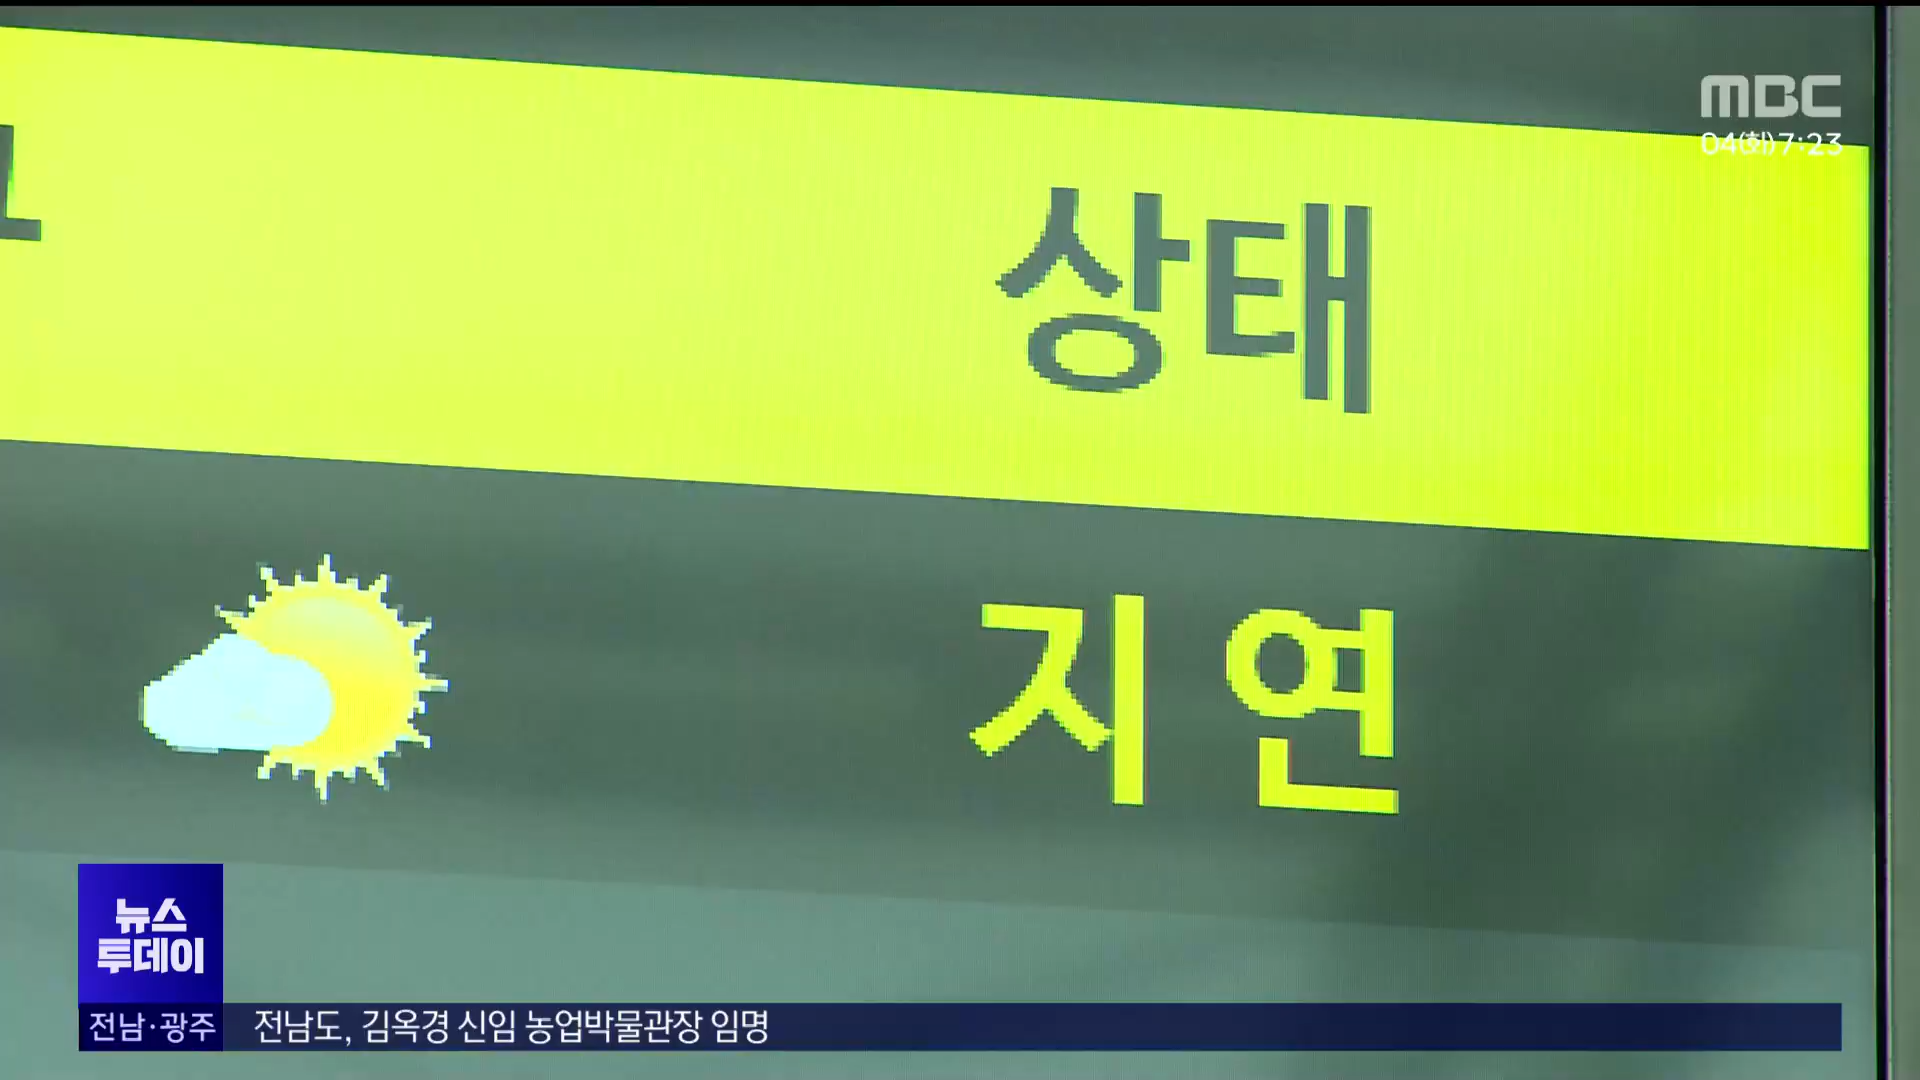 MBC
04(화)7:23
상태
지연
뉴스
투데이
전남·광주 전남도, 김옥경 신임 농업박물관장 임명